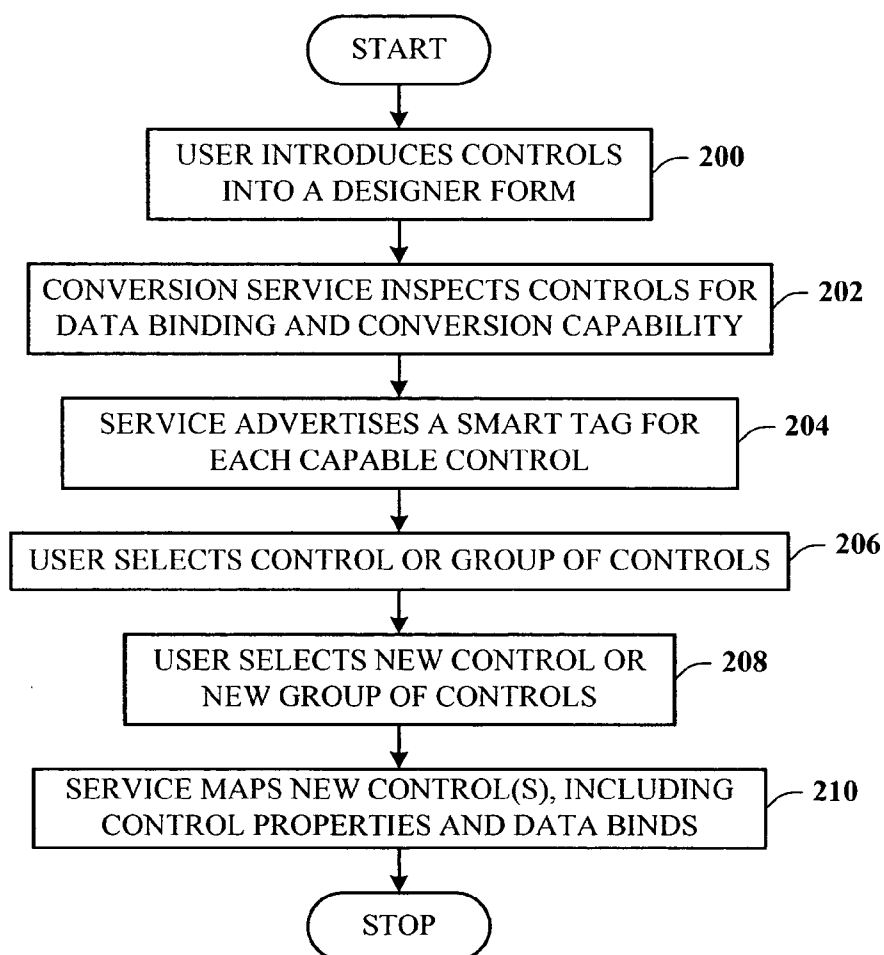 START
USER INTRODUCES CONTROLS
INTO A DESIGNER FORM
200
CONVERSION SERVICE INSPECTS CONTROLS FOR
DATA BINDING AND CONVERSION CAPABILITY
202
SERVICE ADVERTISES A SMART TAG FOR
EACH CAPABLE CONTROL
204
USER SELECTS CONTROL OR GROUP OF CONTROLS
206
USER SELECTS NEW CONTROL OR
NEW GROUP OF CONTROLS
208
SERVICE MAPS NEW CONTROL(S), INCLUDING
CONTROL PROPERTIES AND DATA BINDS
210
STOP